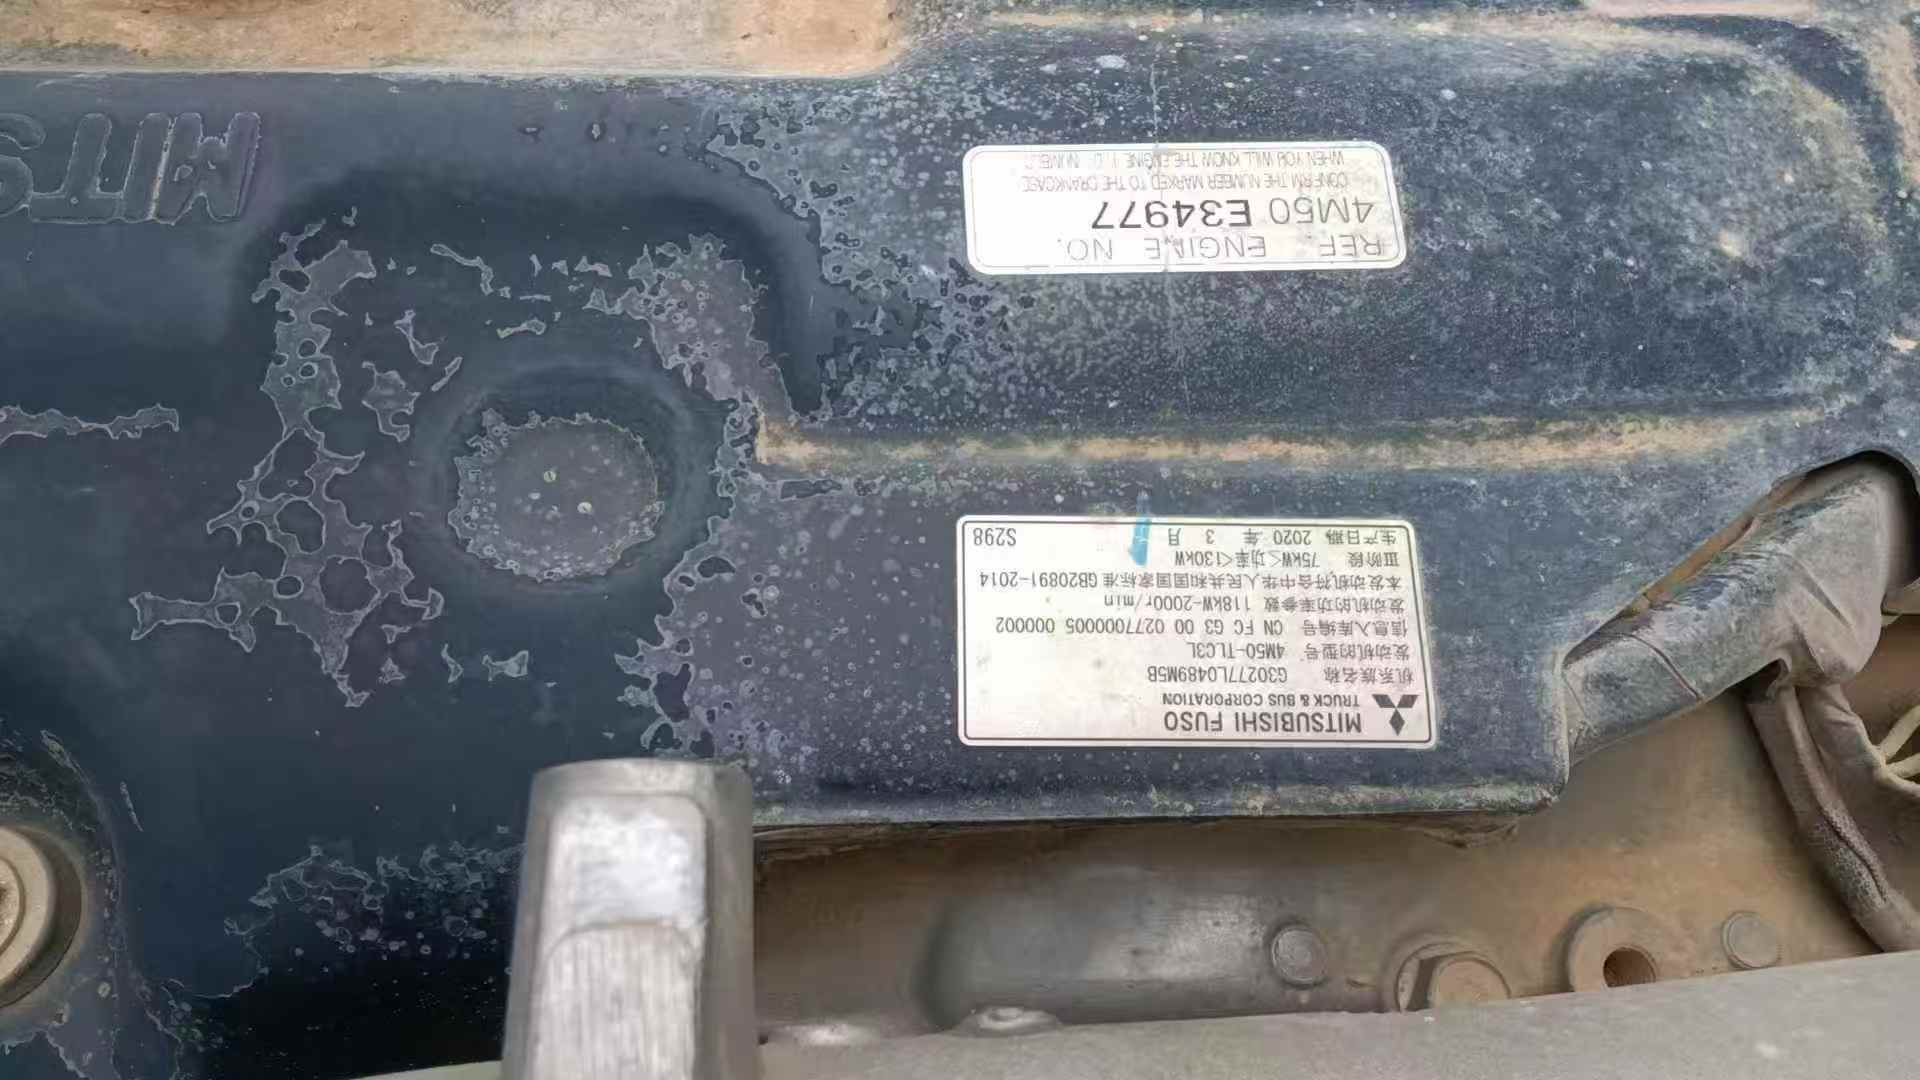 MITS
REF. ENGINE NO.
4M50 E34977
CONFIRM THE NUMBER MARKED TO THE CRANKCASE
WHEN YOU WILL KNOW THE ENGINE I.D. NUMBER
MITSUBISHI FUSO
TRUCK & BUS CORPORATION
机系族名称 G30277L0489M5B
发动机的型号 4M50-TLC3L
信息入库编号 CN FC G3 00 0277000005 000002
发动机的功率参数 118kW-2000r/min
本发动机符合中华人民共和国国家标准 GB20891-2014
III阶段 75kW<功率<130kW
生产日期 2020 年 3 月 S298